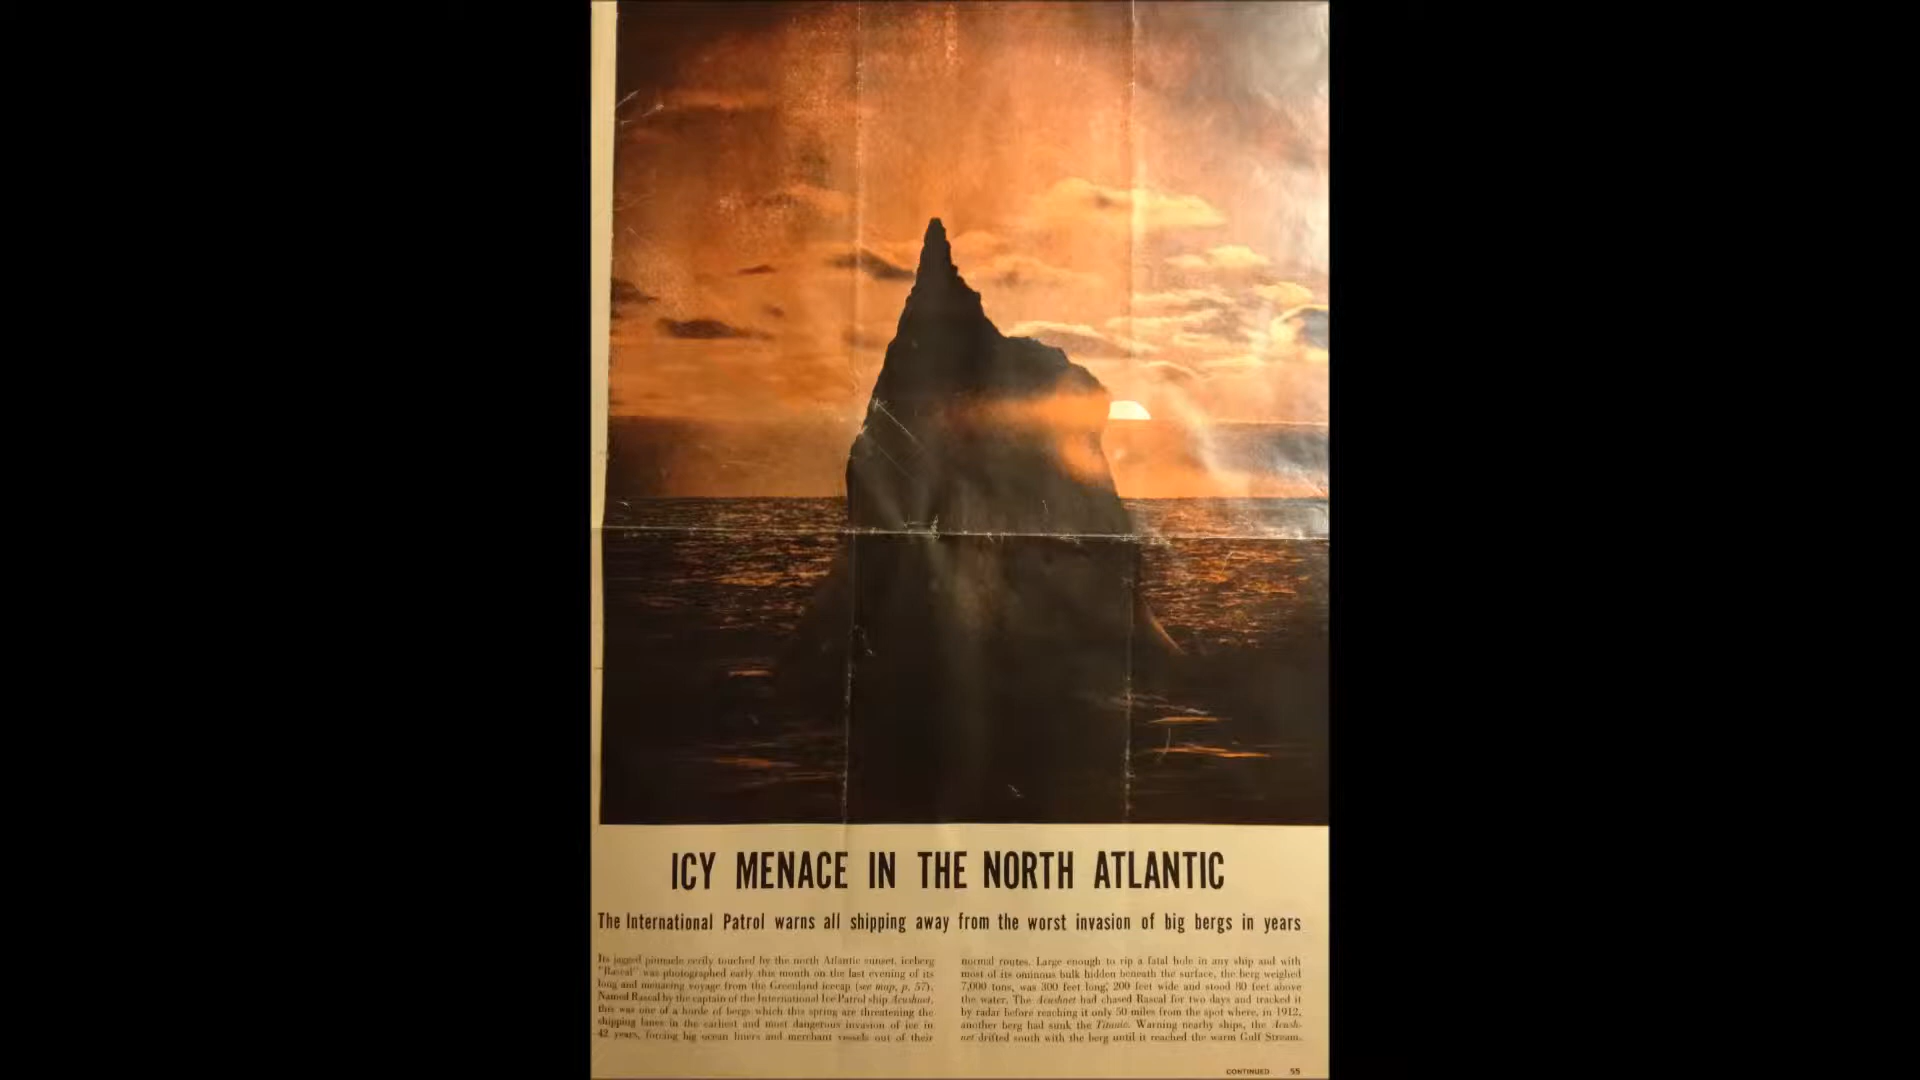 ICY MENACE IN THE NORTH ATLANTIC
The International Patrol warns all shipping away from the worst invasion of big bergs in years
Its jagged pinnacle eerily touched by the north Atlantic sunset, iceberg
"Rascal" was photographed early this month on the last evening of its
long and menacing voyage from the Greenland icecap (see map, p. 57).
Named Rascal by the captain of the International Ice Patrol ship Acushnet,
this was one of a horde of bergs which this spring are threatening the
shipping lanes in the earliest and most dangerous invasion of ice in
42 years, forcing big ocean liners and merchant vessels out of their
normal routes. Large enough to rip a fatal hole in any ship and with
most of its ominous bulk hidden beneath the surface, the berg weighed
7,000 tons, was 300 feet long, 200 feet wide and stood 80 feet above
the water. The Acushnet had chased Rascal for two days and tracked it
by radar before reaching it only 50 miles from the spot where, in 1912,
another berg had sunk the Titanic. Warning nearby ships, the Acush-
net drifted south with the berg until it reached the warm Gulf Stream.
CONTINUED 55